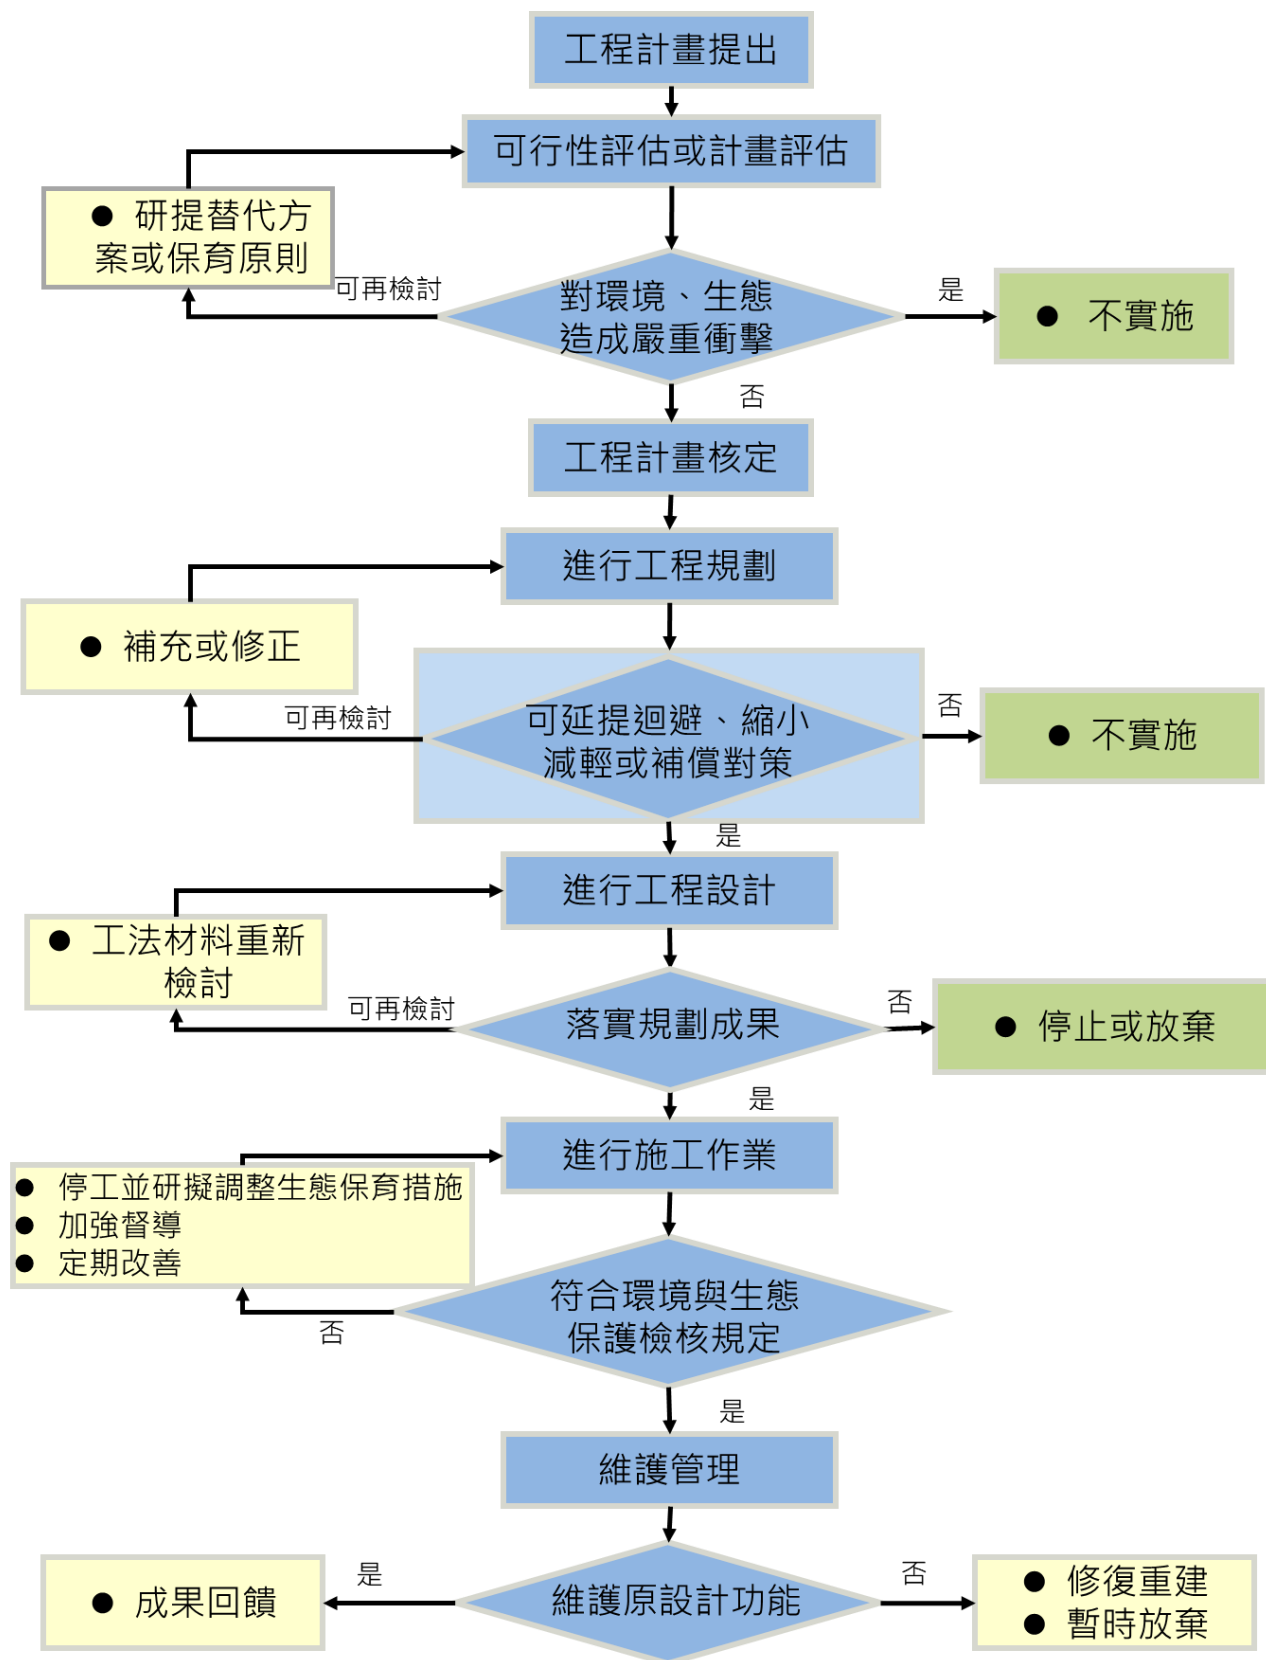 工程計畫提出
可行性評估或計畫評估
● 研提替代方
案或保育原則
可再檢討
對環境、生態
造成嚴重衝擊
是
● 不實施
否
工程計畫核定
進行工程規劃
● 補充或修正
可再檢討
可延提迴避、縮小
減輕或補償對策
否
● 不實施
是
進行工程設計
● 工法材料重新
檢討
可再檢討
落實規劃成果
否
● 停止或放棄
是
進行施工作業
● 停工並研擬調整生態保育措施
● 加強督導
● 定期改善
否
符合環境與生態
保護檢核規定
是
維護管理
● 成果回饋
是
維護原設計功能
否
● 修復重建
● 暫時放棄